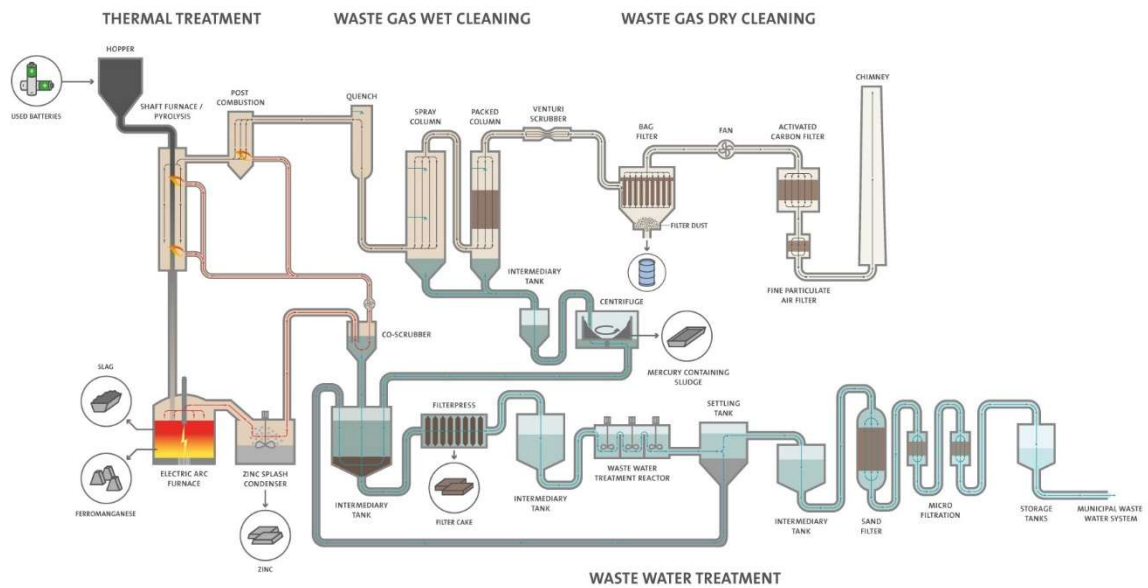 THERMAL TREATMENT
WASTE GAS WET CLEANING
WASTE GAS DRY CLEANING
HOPPER
USED BATTERIES
SHAFT FURNACE /
PYROLYSIS
POST
COMBUSTION
QUENCH
SPRAY
COLUMN
PACKED
COLUMN
VENTURI
SCRUBBER
BAG
FILTER
FAN
ACTIVATED
CARBON FILTER
CHIMNEY
FILTER DUST
FINE PARTICULATE
AIR FILTER
INTERMEDIARY
TANK
CENTRIFUGE
MERCURY CONTAINING
SLUDGE
CO-SCRUBBER
SLAG
FERROMANGANESE
ELECTRIC ARC
FURNACE
ZINC SPLASH
CONDENSER
ZINC
INTERMEDIARY
TANK
FILTERPRESS
FILTER CAKE
INTERMEDIARY
TANK
WASTE WATER
TREATMENT REACTOR
SETTLING
TANK
INTERMEDIARY
TANK
SAND
FILTER
MICRO
FILTRATION
STORAGE
TANKS
MUNICIPAL WASTE
WATER SYSTEM
WASTE WATER TREATMENT